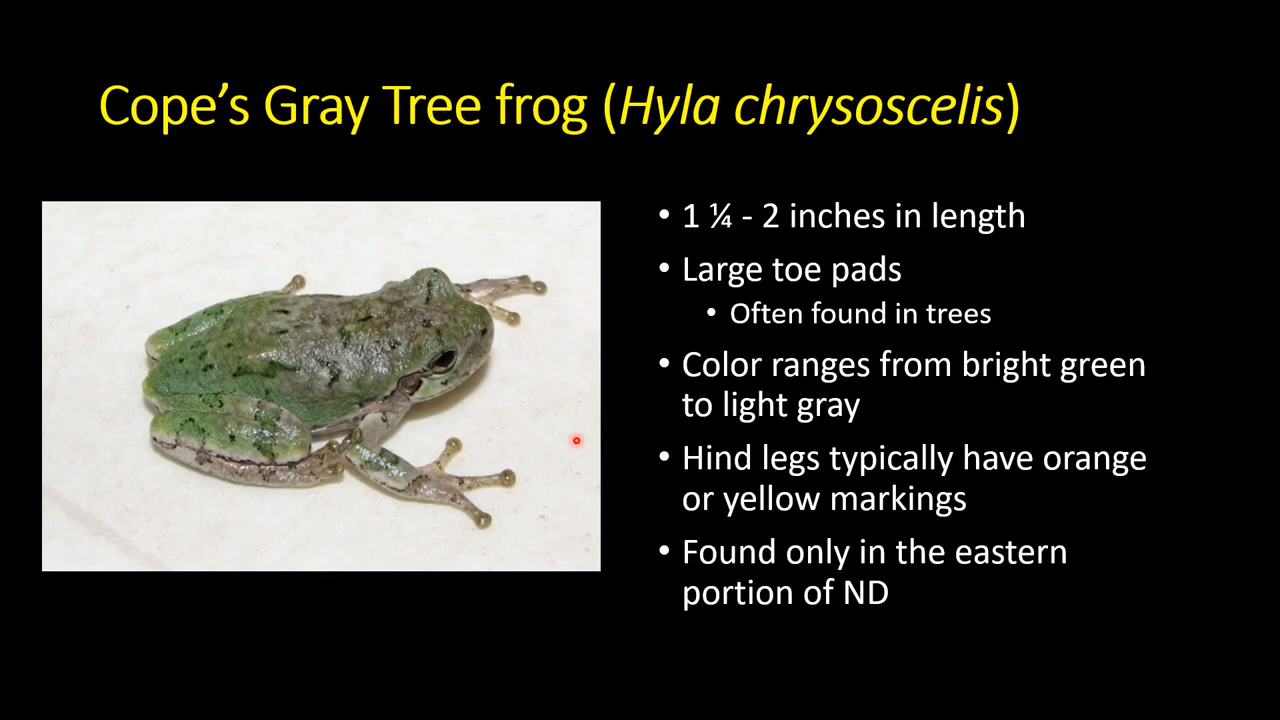 Cope’s Gray Tree frog (Hyla chrysoscelis)
• 1 ¼ - 2 inches in length
• Large toe pads
• Often found in trees
• Color ranges from bright green
to light gray
• Hind legs typically have orange
or yellow markings
• Found only in the eastern
portion of ND